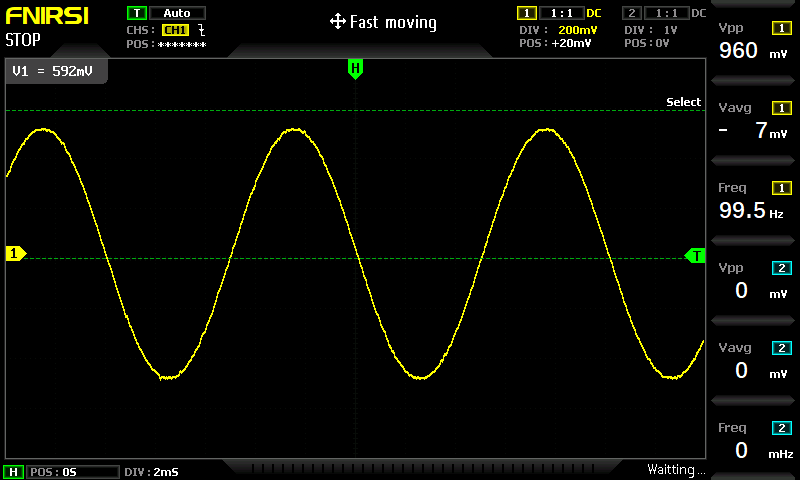 FNIRSI
STOP
T Auto
CHS: CH1
POS: *******
Fast moving
1 1:1 DC
DIV: 200mV
POS: +20mV
2 1:1 DC
DIV: 1V
POS: 0V
V1 = 592mV
H
Select
1
T
Vpp 1
960 mV
Vavg 1
- 7 mV
Freq 1
99.5 Hz
Vpp 2
0 mV
Vavg 2
0 mV
Freq 2
0 mHz
H POS: 0S DIV: 2mS
Waitting...